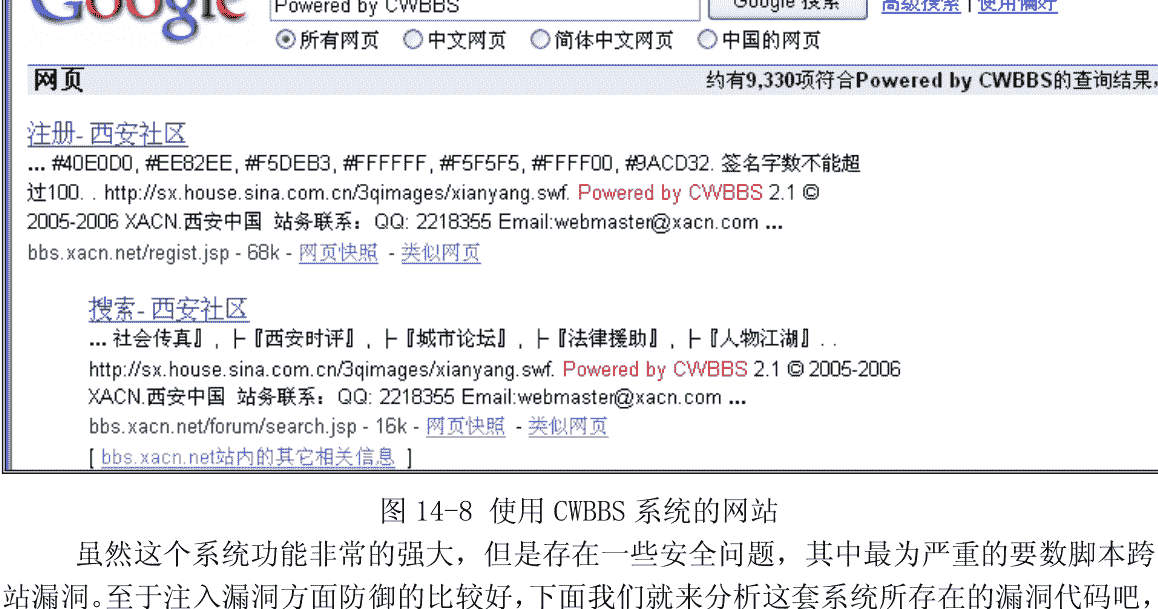 Google Powered by CWBBS Google 搜索 高级搜索 | 使用偏好
所有网页 中文网页 简体中文网页 中国的网页
网页 约有9,330项符合Powered by CWBBS的查询结果，
注册- 西安社区
... #40E0D0, #EE82EE, #F5DEB3, #FFFFFF, #F5F5F5, #FFFF00, #9ACD32. 签名字数不能超
过100. . http://sx.house.sina.com.cn/3qimages/xianyang.swf. Powered by CWBBS 2.1 ©
2005-2006 XACN.西安中国 站务联系：QQ: 2218355 Email:webmaster@xacn.com ...
bbs.xacn.net/regist.jsp - 68k - 网页快照 - 类似网页
搜索- 西安社区
... 社会传真』, ├『西安时评』, ├『城市论坛』, ├『法律援助』, ├『人物江湖』. .
http://sx.house.sina.com.cn/3qimages/xianyang.swf. Powered by CWBBS 2.1 © 2005-2006
XACN.西安中国 站务联系：QQ: 2218355 Email:webmaster@xacn.com ...
bbs.xacn.net/forum/search.jsp - 16k - 网页快照 - 类似网页
[ bbs.xacn.net站内的其它相关信息 ]
图 14-8 使用 CWBBS 系统的网站
虽然这个系统功能非常的强大，但是存在一些安全问题，其中最为严重的要数脚本跨
站漏洞。至于注入漏洞方面防御的比较好，下面我们就来分析这套系统所存在的漏洞代码吧，